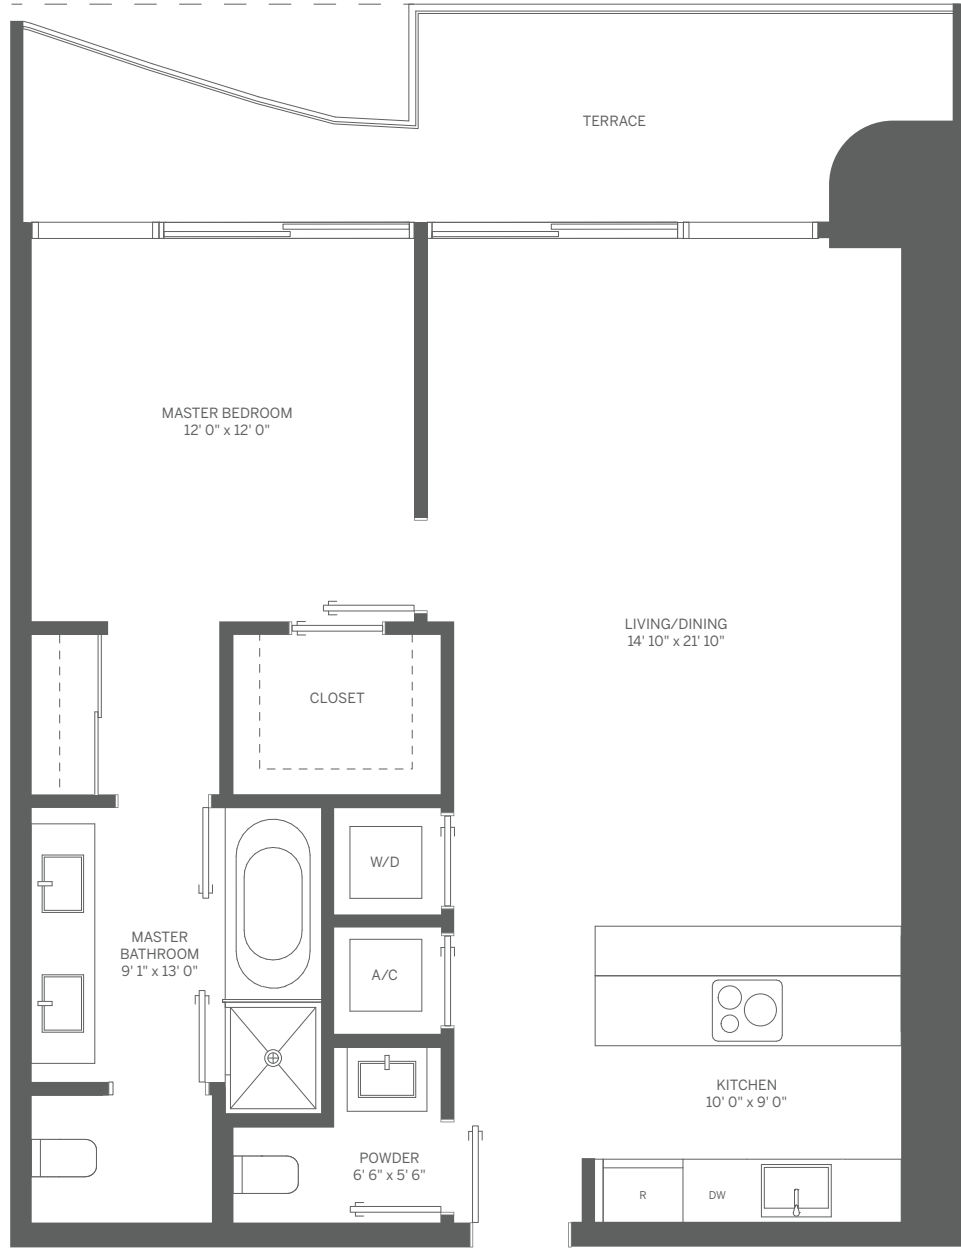 TERRACE
MASTER BEDROOM
12' 0" x 12' 0"
LIVING/DINING
14' 10" x 21' 10"
CLOSET
W/D
MASTER
BATHROOM
9' 1" x 13' 0"
A/C
KITCHEN
10' 0" x 9' 0"
POWDER
6' 6" x 5' 6"
R
DW